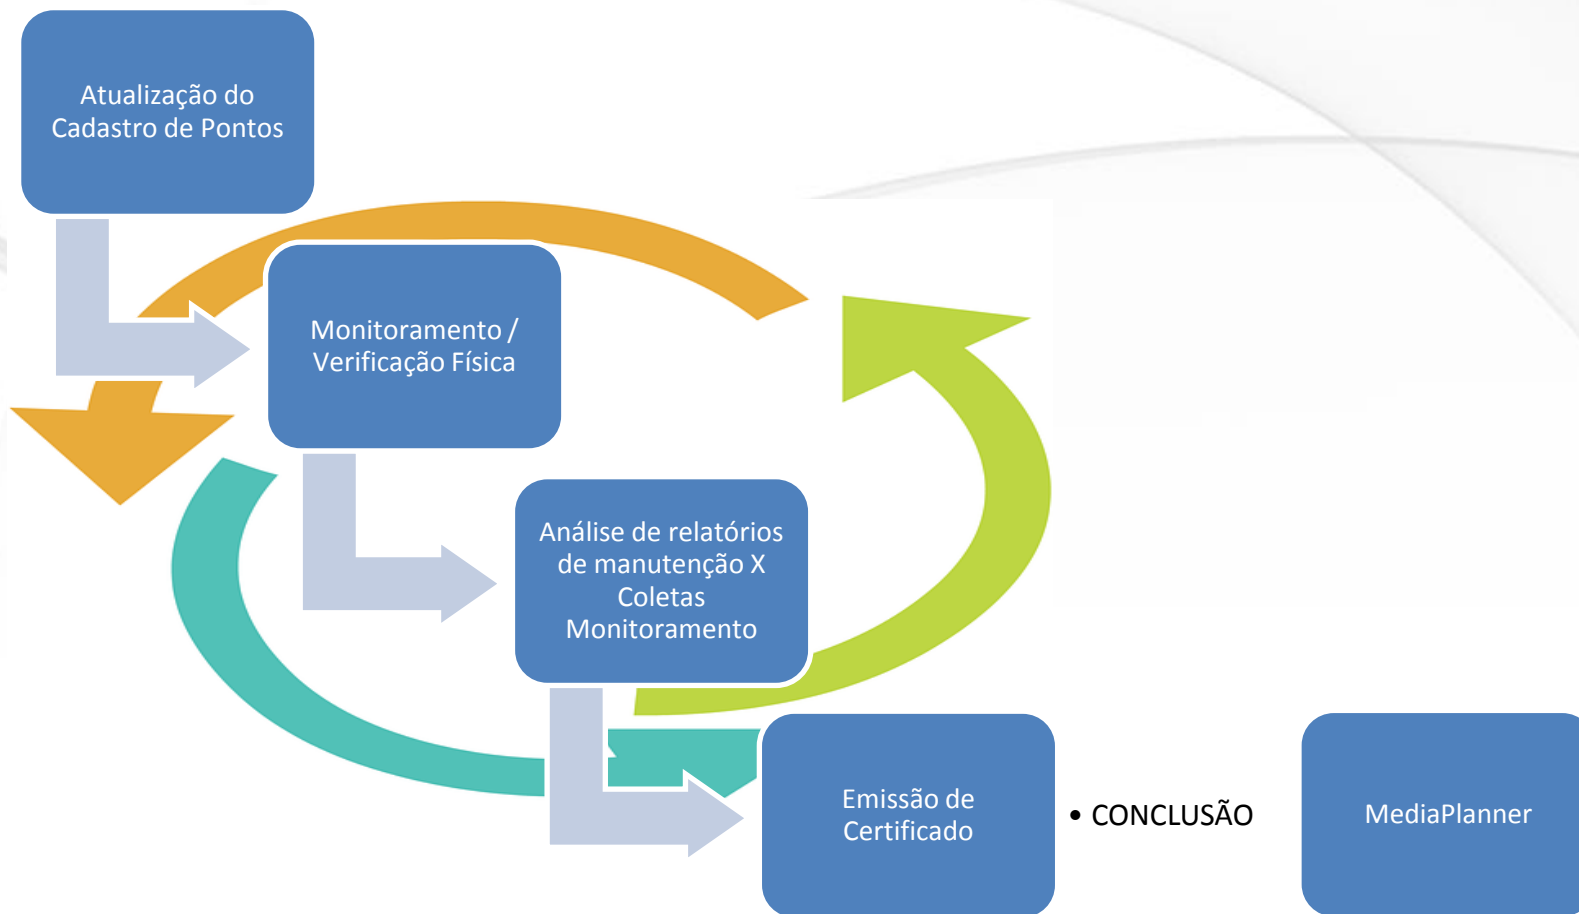 Atualização do
Cadastro de Pontos
Monitoramento /
Verificação Física
Análise de relatórios
de manutenção X
Coletas
Monitoramento
Emissão de
Certificado
• CONCLUSÃO
MediaPlanner